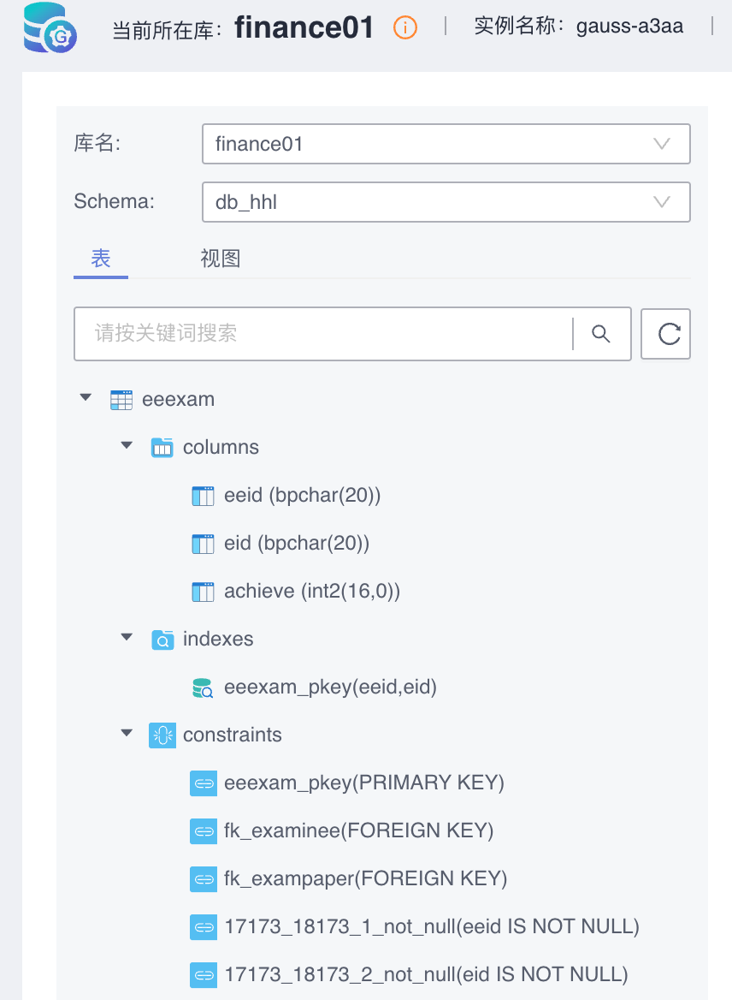 当前所在库： finance01 | 实例名称： gauss-a3aa |
库名: finance01
Schema: db_hhl
表 视图
请按关键词搜索
eeexam
columns
eeid (bpchar(20))
eid (bpchar(20))
achieve (int2(16,0))
indexes
eeexam_pkey(eeid,eid)
constraints
eeexam_pkey(PRIMARY KEY)
fk_examinee(FOREIGN KEY)
fk_exampaper(FOREIGN KEY)
17173_18173_1_not_null(eeid IS NOT NULL)
17173_18173_2_not_null(eid IS NOT NULL)